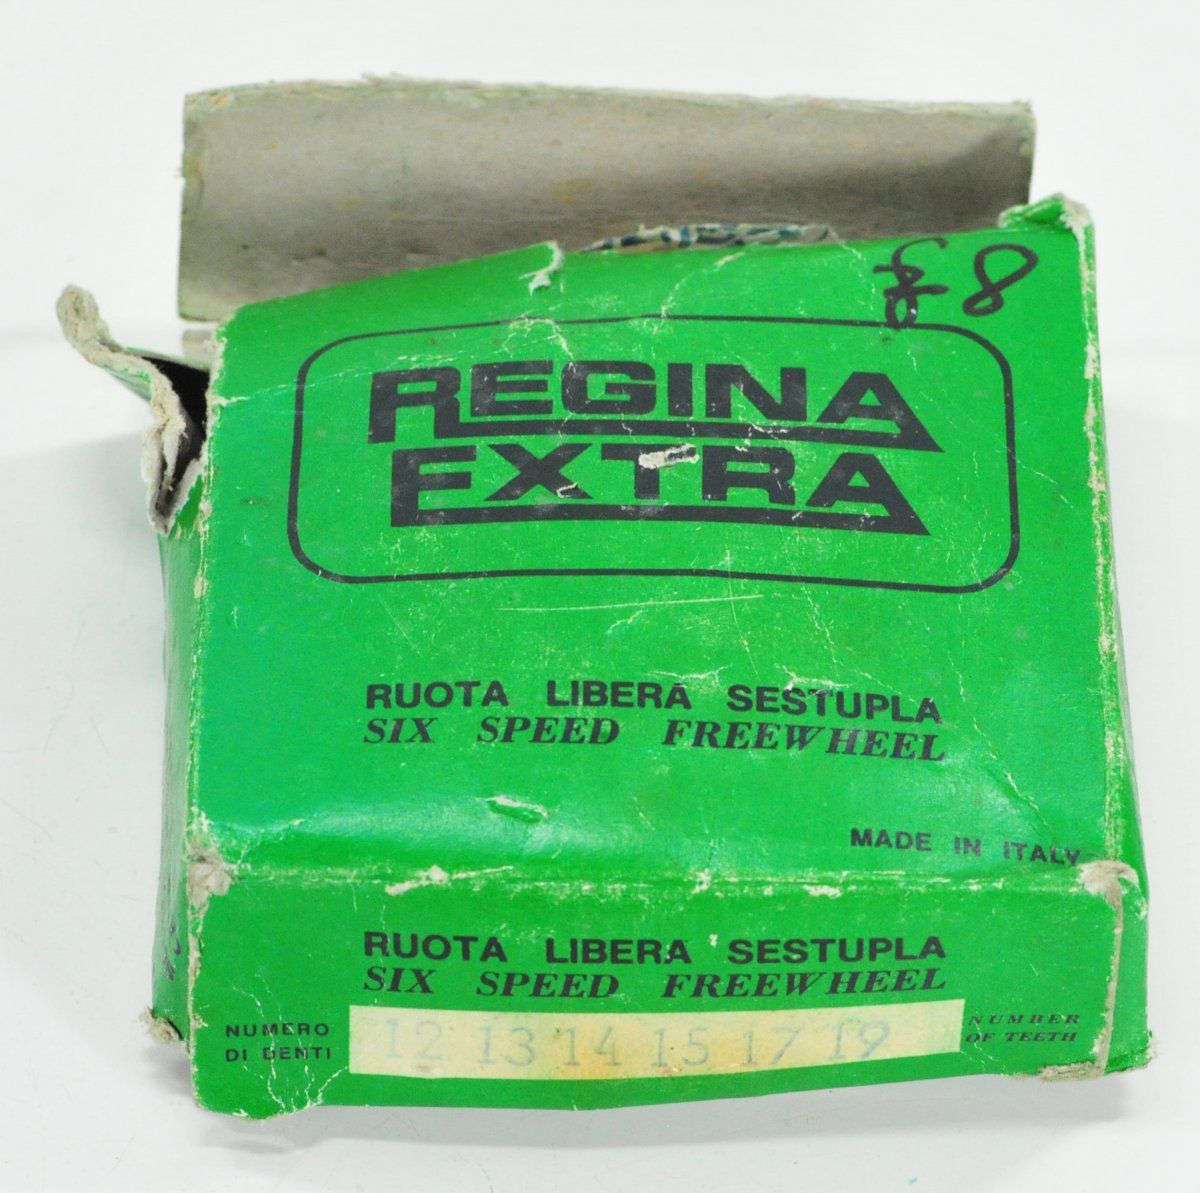 £8
REGINA
EXTRA
RUOTA LIBERA SESTUPLA
SIX SPEED FREEWHEEL
MADE IN ITALY
RUOTA LIBERA SESTUPLA
SIX SPEED FREEWHEEL
NUMERO
DI DENTI
12 13 14 15 17 19
NUMBER
OF TEETH